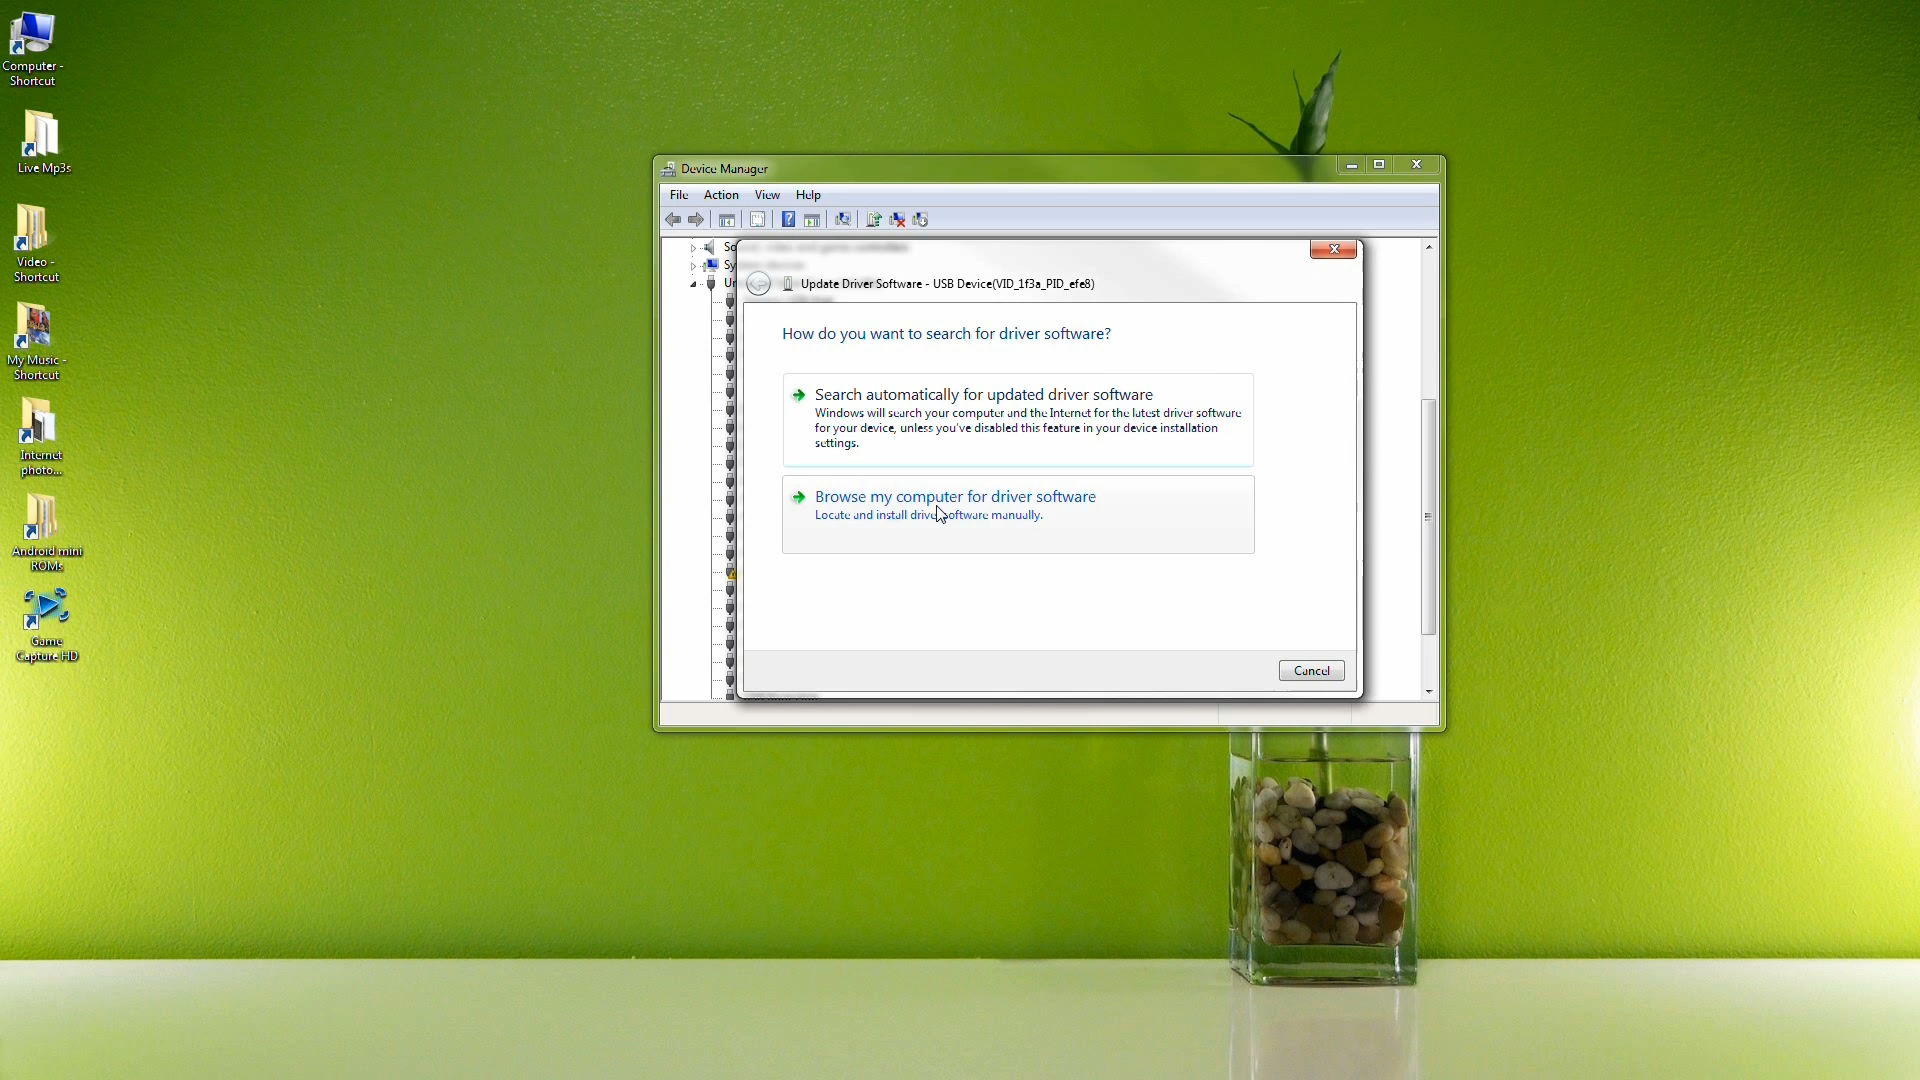 Computer -
Shortcut
Live Mp3s
Video -
Shortcut
My Music -
Shortcut
Internet
photo...
Android mini
ROMs
Game
Capture HD
Device Manager
File Action View Help
So
Sy
Un
Update Driver Software - USB Device(VID_1f3a_PID_efe8)
How do you want to search for driver software?
Search automatically for updated driver software
Windows will search your computer and the Internet for the latest driver software
for your device, unless you've disabled this feature in your device installation
settings.
Browse my computer for driver software
Locate and install driver software manually.
Cancel